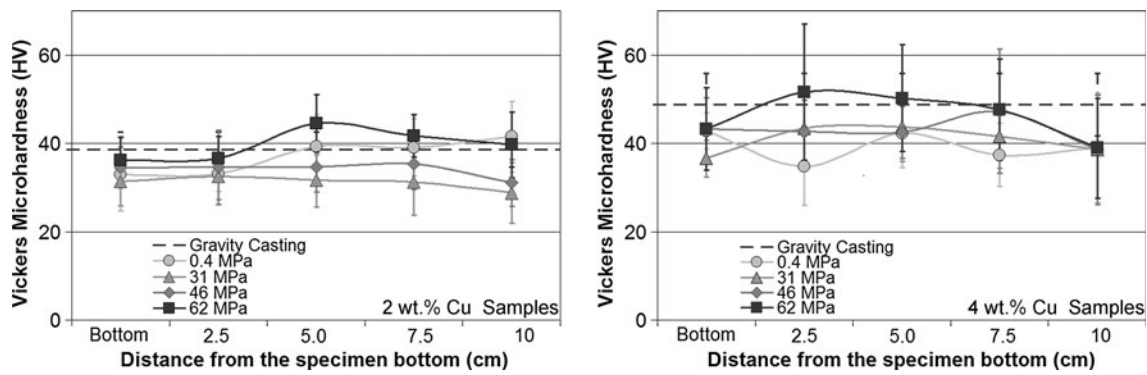 Vickers Microhardness (HV)
60
40
20
0
Gravity Casting
0.4 MPa
31 MPa
46 MPa
62 MPa
2 wt.% Cu Samples
Bottom 2.5 5.0 7.5 10
Distance from the specimen bottom (cm)
Vickers Microhardness (HV)
60
40
20
0
Gravity Casting
0.4 MPa
31 MPa
46 MPa
62 MPa
4 wt.% Cu Samples
Bottom 2.5 5.0 7.5 10
Distance from the specimen bottom (cm)